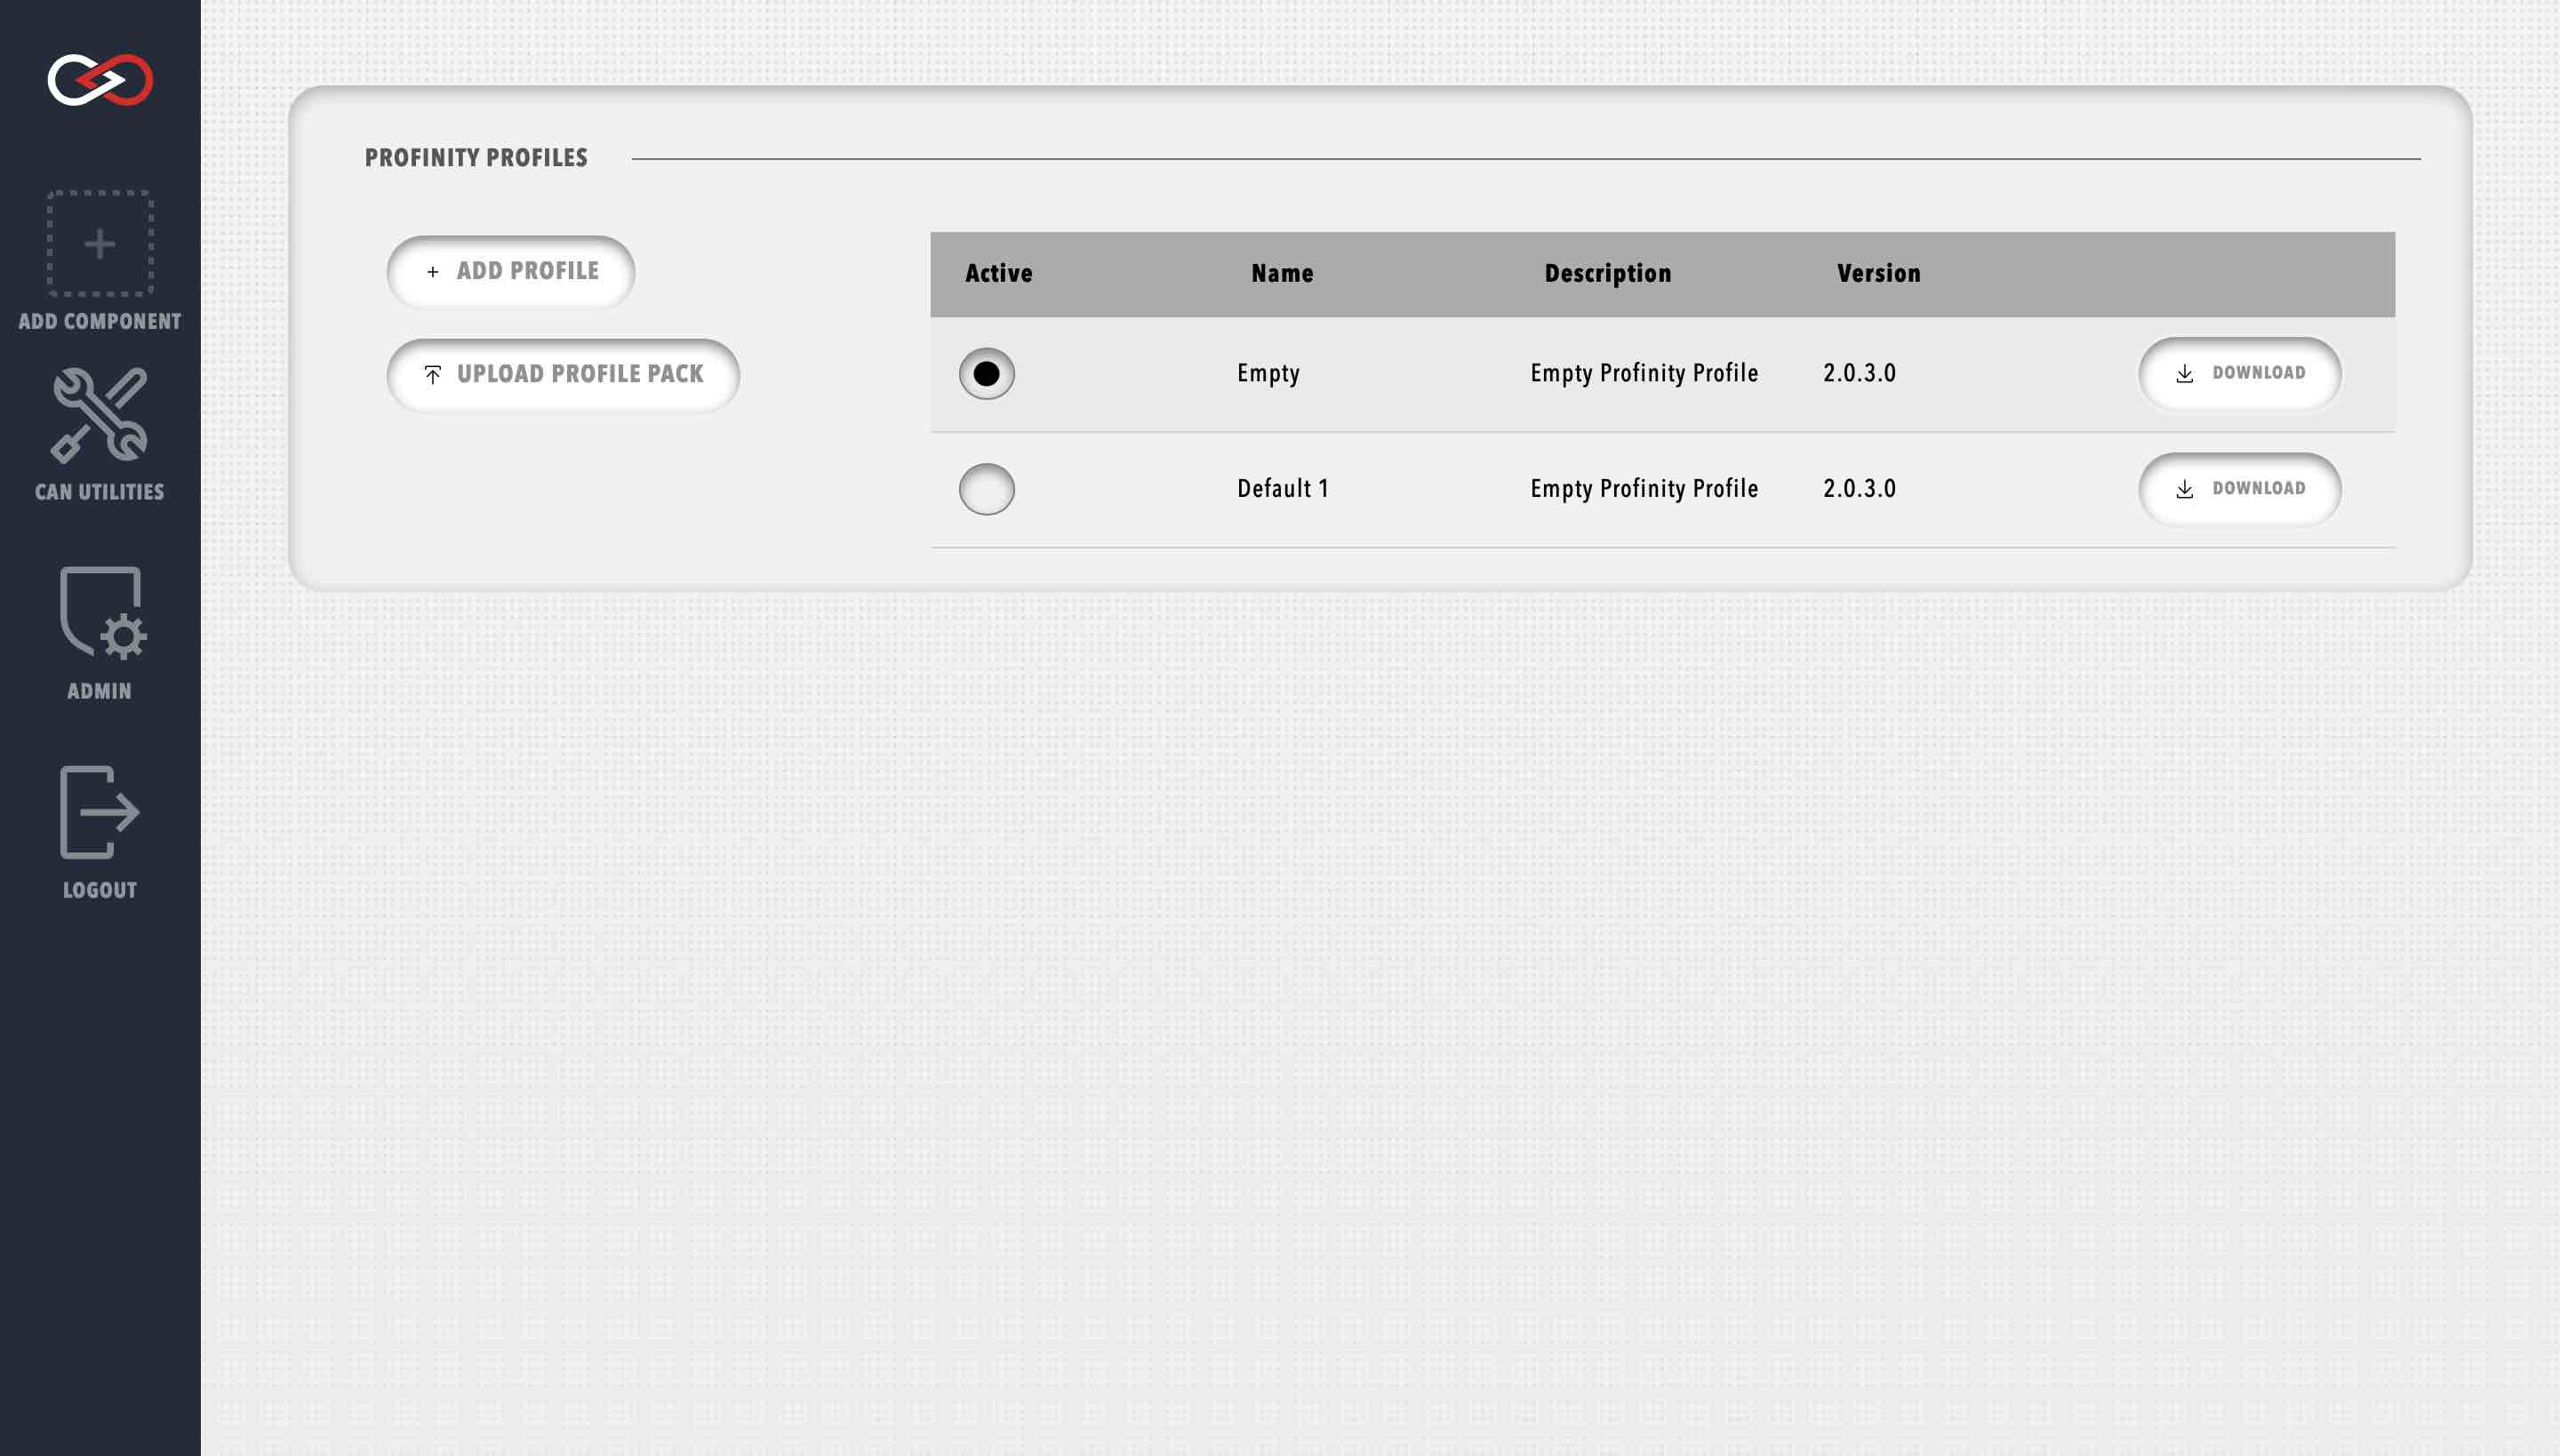 PROFINITY PROFILES
ADD COMPONENT
CAN UTILITIES
ADMIN
LOGOUT
ADD PROFILE
UPLOAD PROFILE PACK
Active Name Description Version
Empty Empty Profinity Profile 2.0.3.0 DOWNLOAD
Default 1 Empty Profinity Profile 2.0.3.0 DOWNLOAD